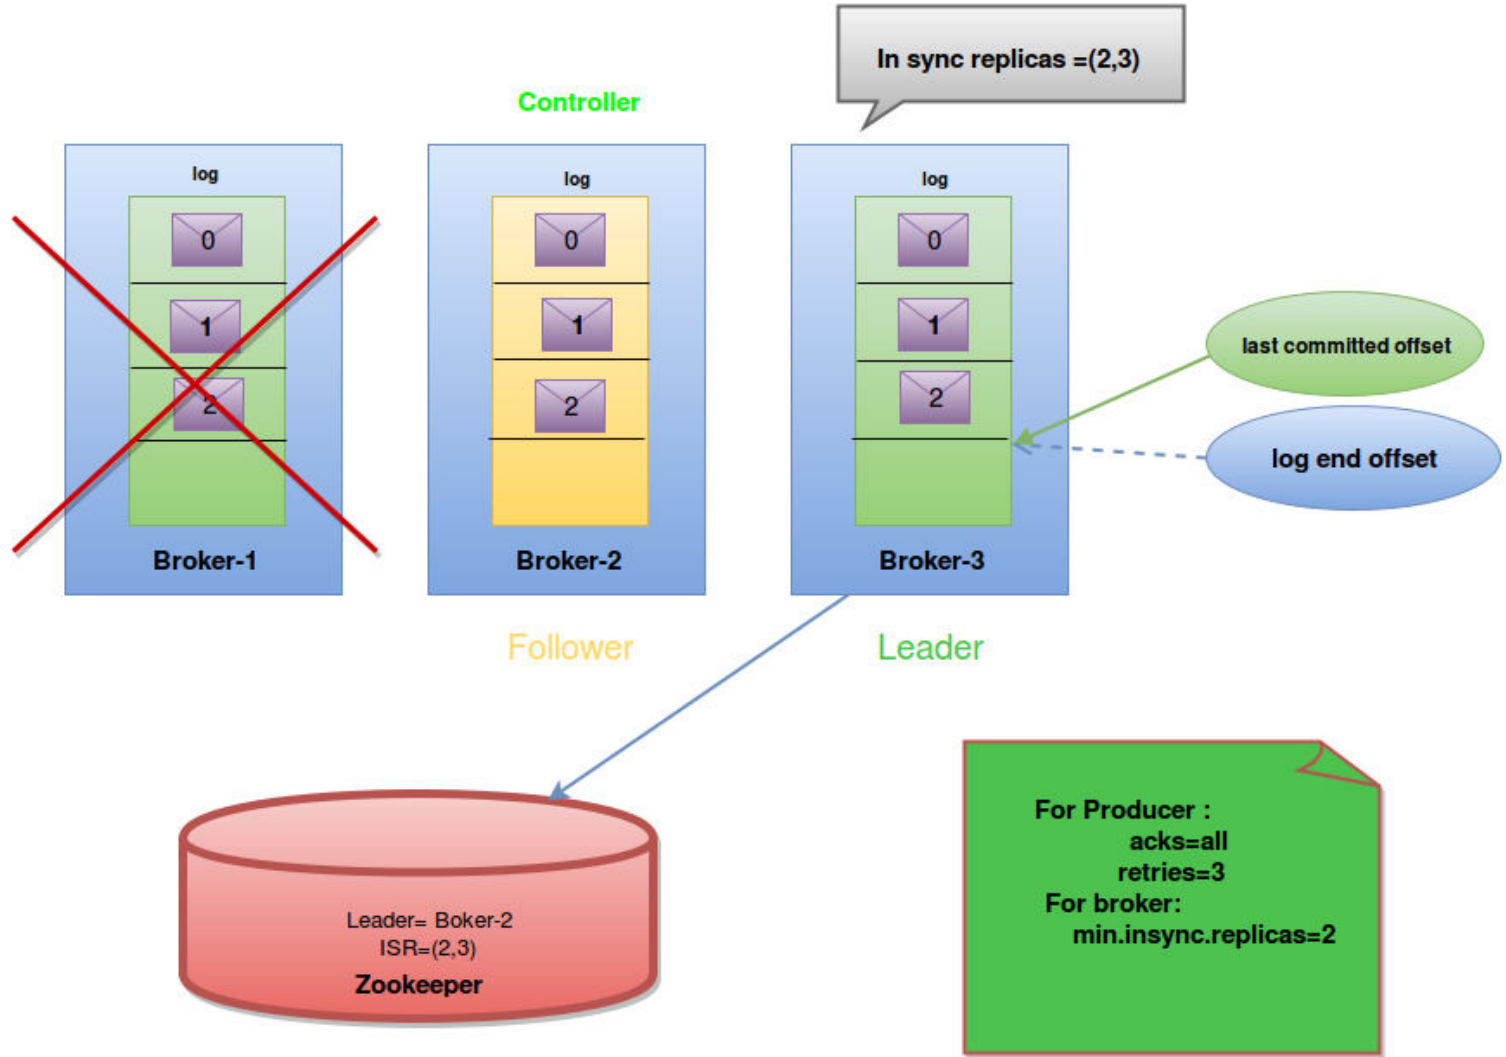 In sync replicas =(2,3)
Controller
log
0
1
2
Broker-1
log
0
1
2
Broker-2
log
0
1
2
Broker-3
last committed offset
log end offset
Follower
Leader
Leader= Boker-2
ISR=(2,3)
Zookeeper
For Producer :
acks=all
retries=3
For broker:
min.insync.replicas=2